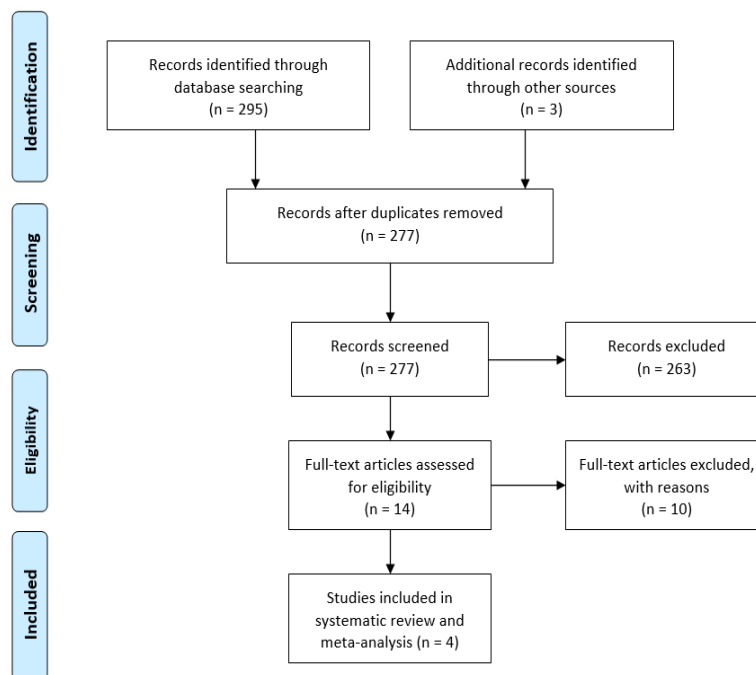 Identification
Records identified through
database searching
(n = 295)
Additional records identified
through other sources
(n = 3)
Records after duplicates removed
(n = 277)
Screening
Records screened
(n = 277)
Records excluded
(n = 263)
Eligibility
Full-text articles assessed
for eligibility
(n = 14)
Full-text articles excluded,
with reasons
(n = 10)
Included
Studies included in
systematic review and
meta-analysis (n = 4)